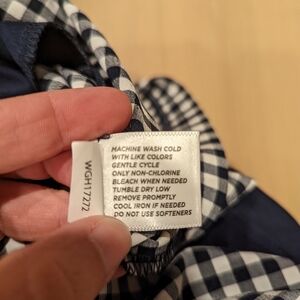 MACHINE WASH COLD
WITH LIKE COLORS
GENTLE CYCLE
ONLY NON-CHLORINE
BLEACH WHEN NEEDED
TUMBLE DRY LOW
REMOVE PROMPTLY
COOL IRON IF NEEDED
DO NOT USE SOFTENERS
WGH17272